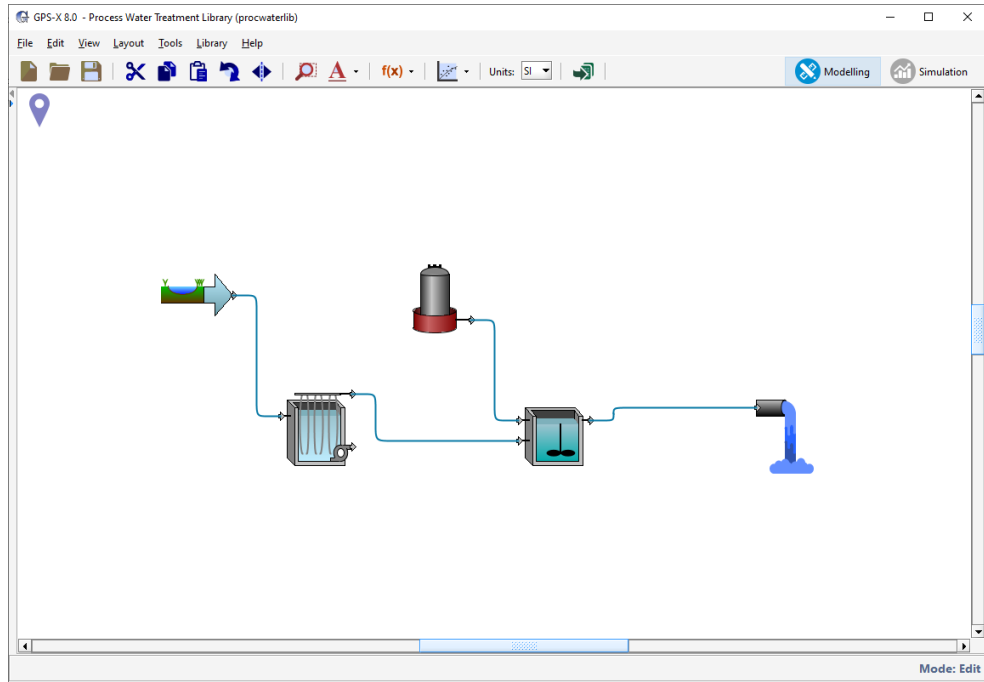 GPS-X 8.0 - Process Water Treatment Library (procwaterlib)
File Edit View Layout Tools Library Help
A f(x) Units: SI Modelling Simulation
Mode: Edit